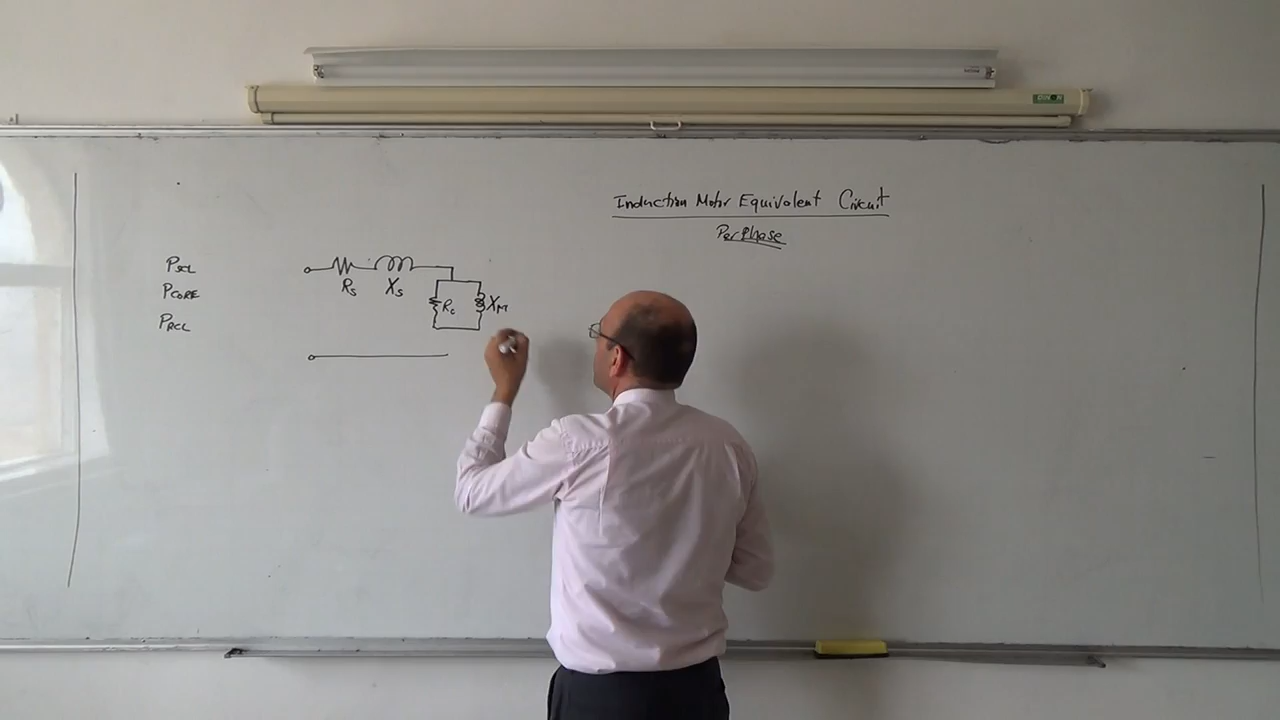 Induction Motor Equivalent Circuit
Per Phase
PSCL
PCORE
PRCL
Rs
Xs
Rc
XM